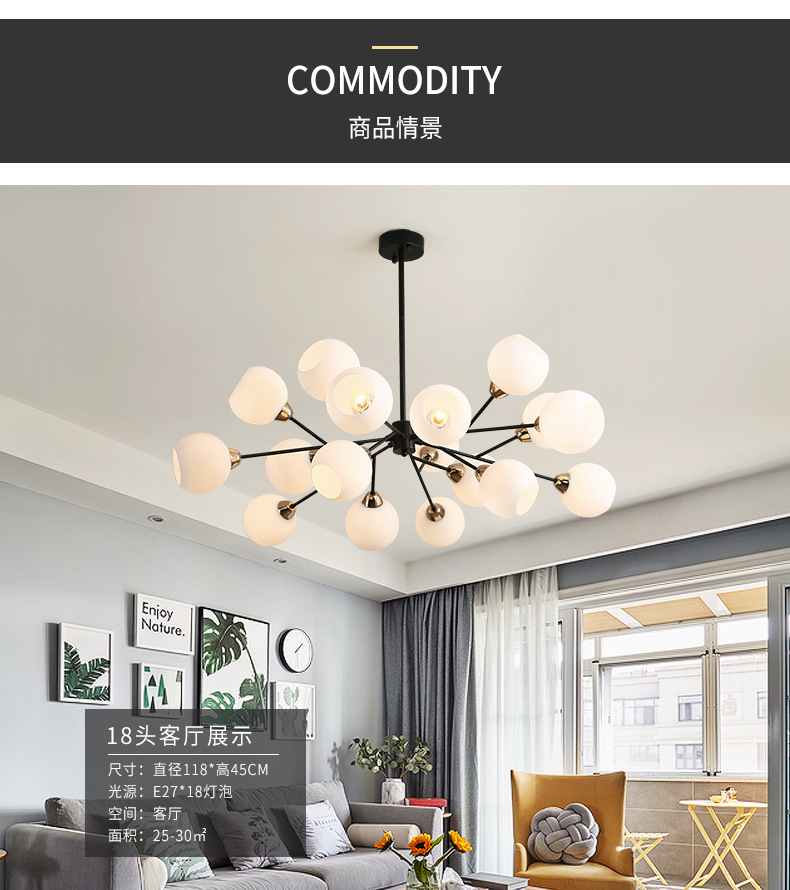 COMMODITY
商品情景
Enjoy
Nature.
18头客厅展示
尺寸：直径118*高45CM
光源：E27*18灯泡
空间：客厅
面积：25-30㎡